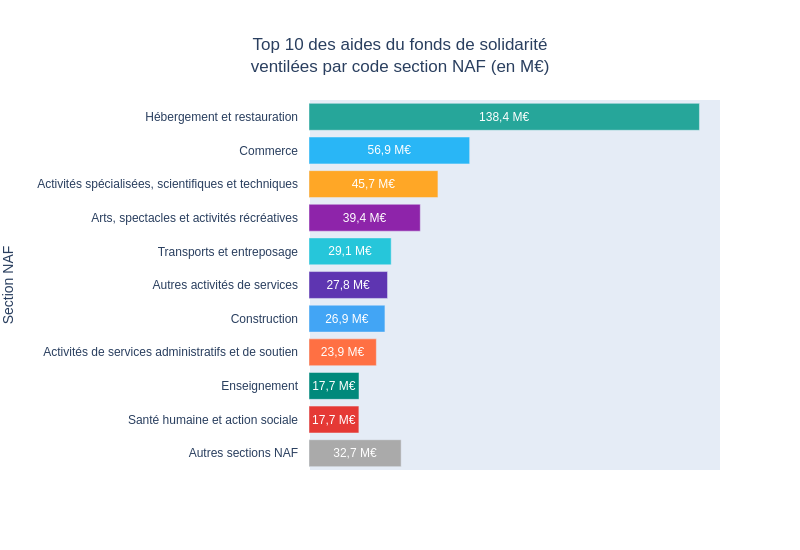 Top 10 des aides du fonds de solidarité
ventilées par code section NAF (en M€)
Section NAF
Hébergement et restauration 138,4 M€
Commerce 56,9 M€
Activités spécialisées, scientifiques et techniques 45,7 M€
Arts, spectacles et activités récréatives 39,4 M€
Transports et entreposage 29,1 M€
Autres activités de services 27,8 M€
Construction 26,9 M€
Activités de services administratifs et de soutien 23,9 M€
Enseignement 17,7 M€
Santé humaine et action sociale 17,7 M€
Autres sections NAF 32,7 M€